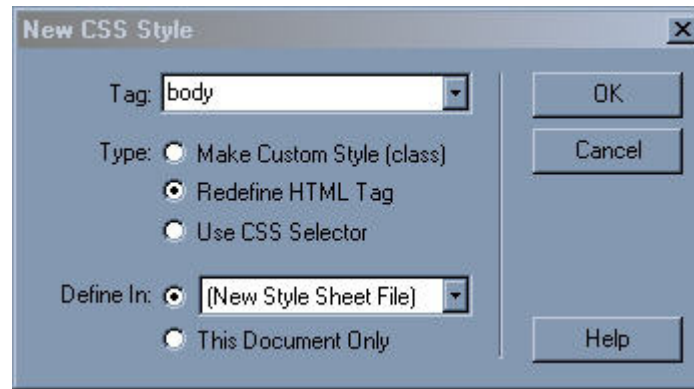 New CSS Style
Tag: body
OK
Type: Make Custom Style (class)
Cancel
Redefine HTML Tag
Use CSS Selector
Define In: (New Style Sheet File)
This Document Only
Help